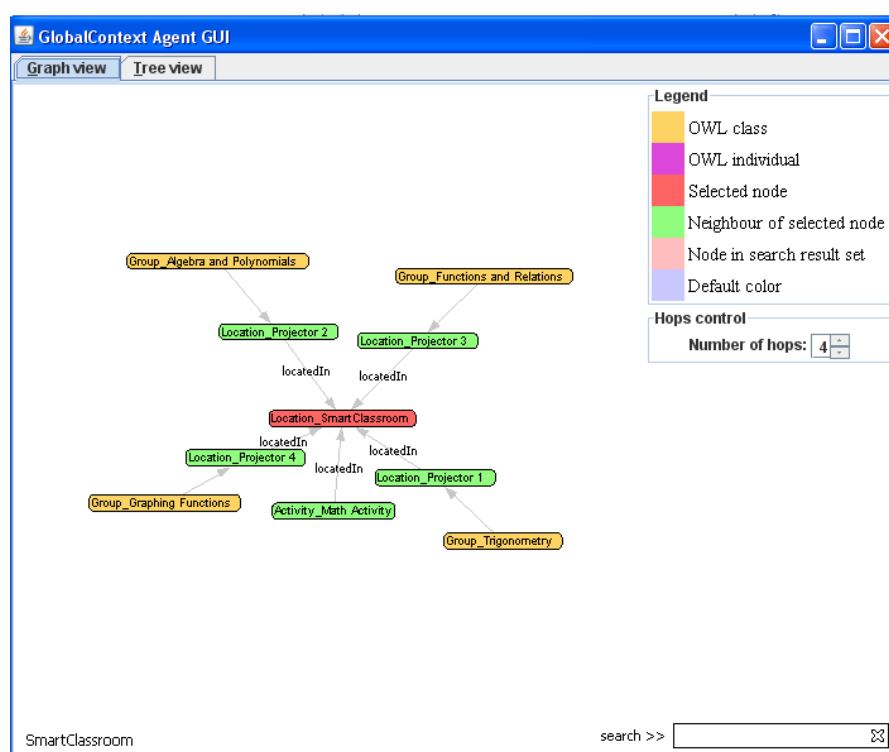 GlobalContext Agent GUI
Graph view Tree view
Legend
OWL class
OWL individual
Selected node
Neighbour of selected node
Node in search result set
Default color
Hops control
Number of hops: 4
Group_Algebra and Polynomials
Group_Functions and Relations
Location_Projector 2
Location_Projector 3
locatedIn
locatedIn
Location_SmartClassroom
locatedIn
locatedIn
Location_Projector 4
locatedIn
Location_Projector 1
Group_Graphing Functions
Activity_Math Activity
Group_Trigonometry
SmartClassroom
search >>